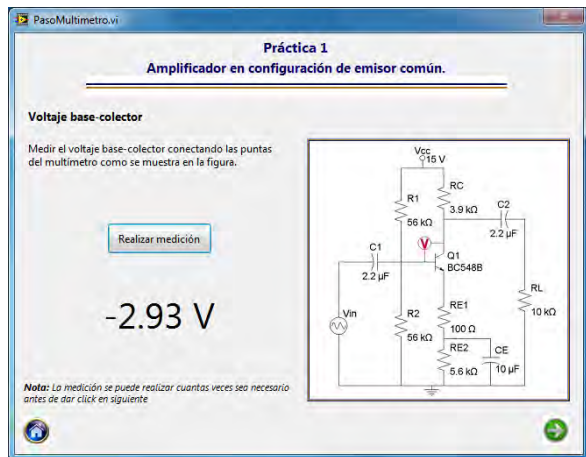 PasoMultimetro.vi
Práctica 1
Amplificador en configuración de emisor común.
Voltaje base-colector
Medir el voltaje base-colector conectando las puntas
del multímetro como se muestra en la figura.
Realizar medición
-2.93 V
Nota: La medición se puede realizar cuantas veces sea necesario
antes de dar click en siguiente
Vcc
15 V
RC
3.9 kΩ
R1
56 kΩ
C2
2.2 µF
V
C1
2.2 µF
Q1
BC548B
RL
10 kΩ
Vin
R2
56 kΩ
RE1
100 Ω
RE2
5.6 kΩ
CE
10 µF